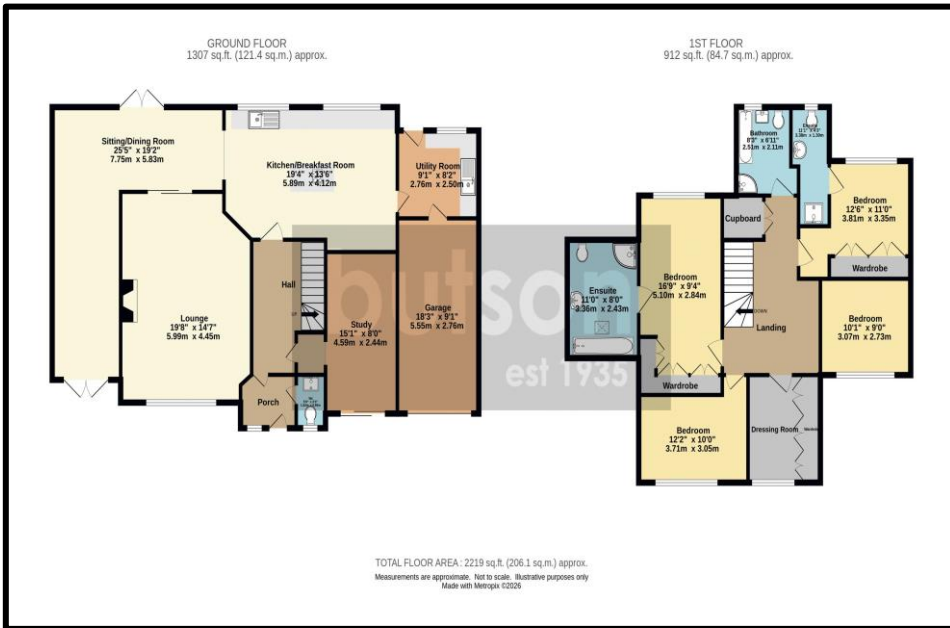 GROUND FLOOR
1307 sq.ft. (121.4 sq.m.) approx.
Sitting/Dining Room
25'5" x 19'2"
7.75m x 5.83m
Kitchen/Breakfast Room
19'4" x 13'6"
5.89m x 4.12m
Utility Room
9'1" x 8'2"
2.76m x 2.50m
Lounge
19'8" x 14'7"
5.99m x 4.45m
Hall
Study
15'1" x 8'0"
4.59m x 2.44m
Garage
18'3" x 9'1"
5.55m x 2.76m
Porch
1ST FLOOR
912 sq.ft. (84.7 sq.m.) approx.
Bathroom
8'3" x 6'11"
2.51m x 2.11m
Cupboard
Bedroom
12'6" x 11'0"
3.81m x 3.35m
Wardrobe
Ensuite
11'0" x 8'0"
3.36m x 2.43m
Bedroom
16'9" x 9'4"
5.10m x 2.84m
Wardrobe
DOWN
Landing
Bedroom
10'1" x 9'0"
3.07m x 2.73m
Bedroom
12'2" x 10'0"
3.71m x 3.05m
Dressing Room
butson
est 1935
TOTAL FLOOR AREA : 2219 sq.ft. (206.1 sq.m.) approx.
Measurements are approximate. Not to scale. Illustrative purposes only
Made with Metropix ©2026